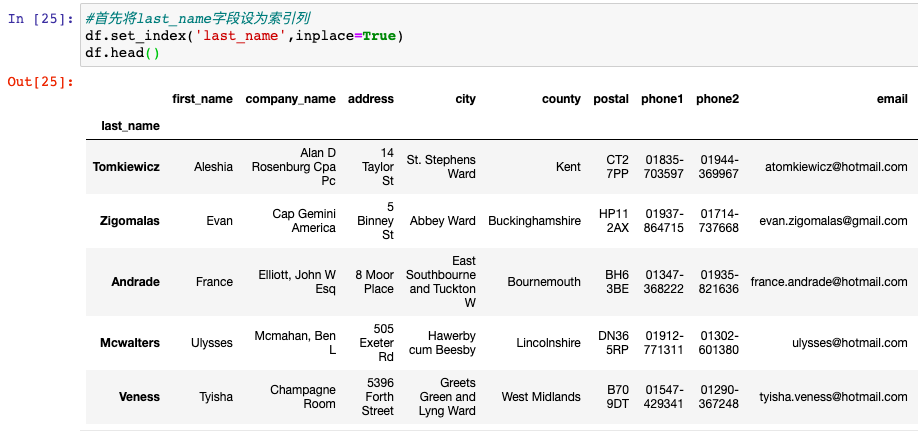 In [25]: #首先将last_name字段设为索引列
df.set_index('last_name',inplace=True)
df.head()
Out[25]:
first_name company_name address city county postal phone1 phone2 email
last_name
Tomkiewicz Aleshia Alan D Rosenburg Cpa Pc 14 Taylor St St. Stephens Ward Kent CT2 7PP 01835-703597 01944-369967 atomkiewicz@hotmail.com
Zigomalas Evan Cap Gemini America 5 Binney St Abbey Ward Buckinghamshire HP11 2AX 01937-864715 01714-737668 evan.zigomalas@gmail.com
Andrade France Elliott, John W Esq 8 Moor Place East Southbourne and Tuckton W Bournemouth BH6 3BE 01347-368222 01935-821636 france.andrade@hotmail.com
Mcwalters Ulysses Mcmahan, Ben L 505 Exeter Rd Hawerby cum Beesby Lincolnshire DN36 5RP 01912-771311 01302-601380 ulysses@hotmail.com
Veness Tyisha Champagne Room 5396 Forth Street Greets Green and Lyng Ward West Midlands B70 9DT 01547-429341 01290-367248 tyisha.veness@hotmail.com